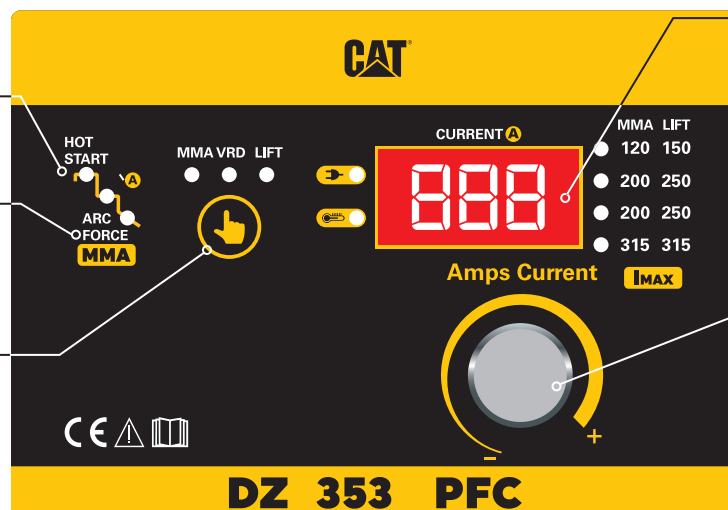 CAT
HOT
START
A
ARC
FORCE
MMA
MMA VRD LIFT
CURRENT A
888
MMA LIFT
120 150
200 250
200 250
315 315
IMAX
Amps Current
- +
CE
DZ 353 PFC